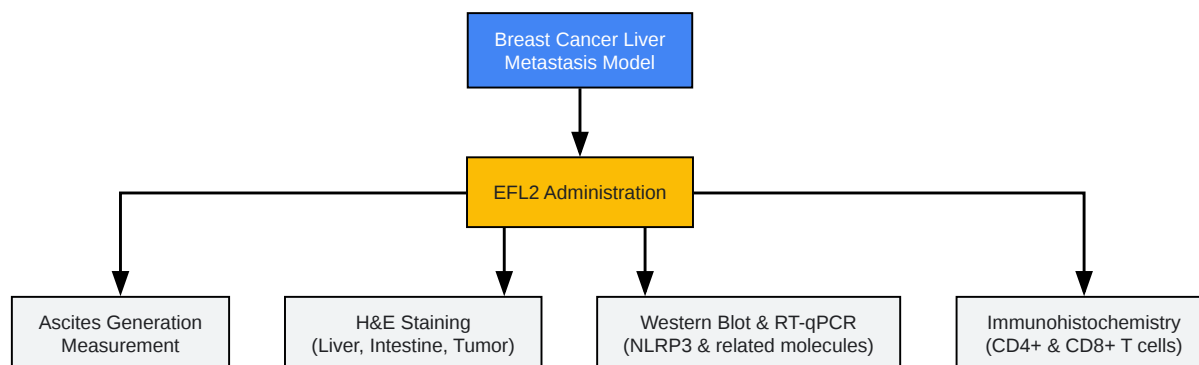 Breast Cancer Liver
Metastasis Model
EFL2 Administration
Ascites Generation
Measurement
H&E Staining
(Liver, Intestine, Tumor)
Western Blot & RT-qPCR
(NLRP3 & related molecules)
Immunohistochemistry
(CD4+ & CD8+ T cells)